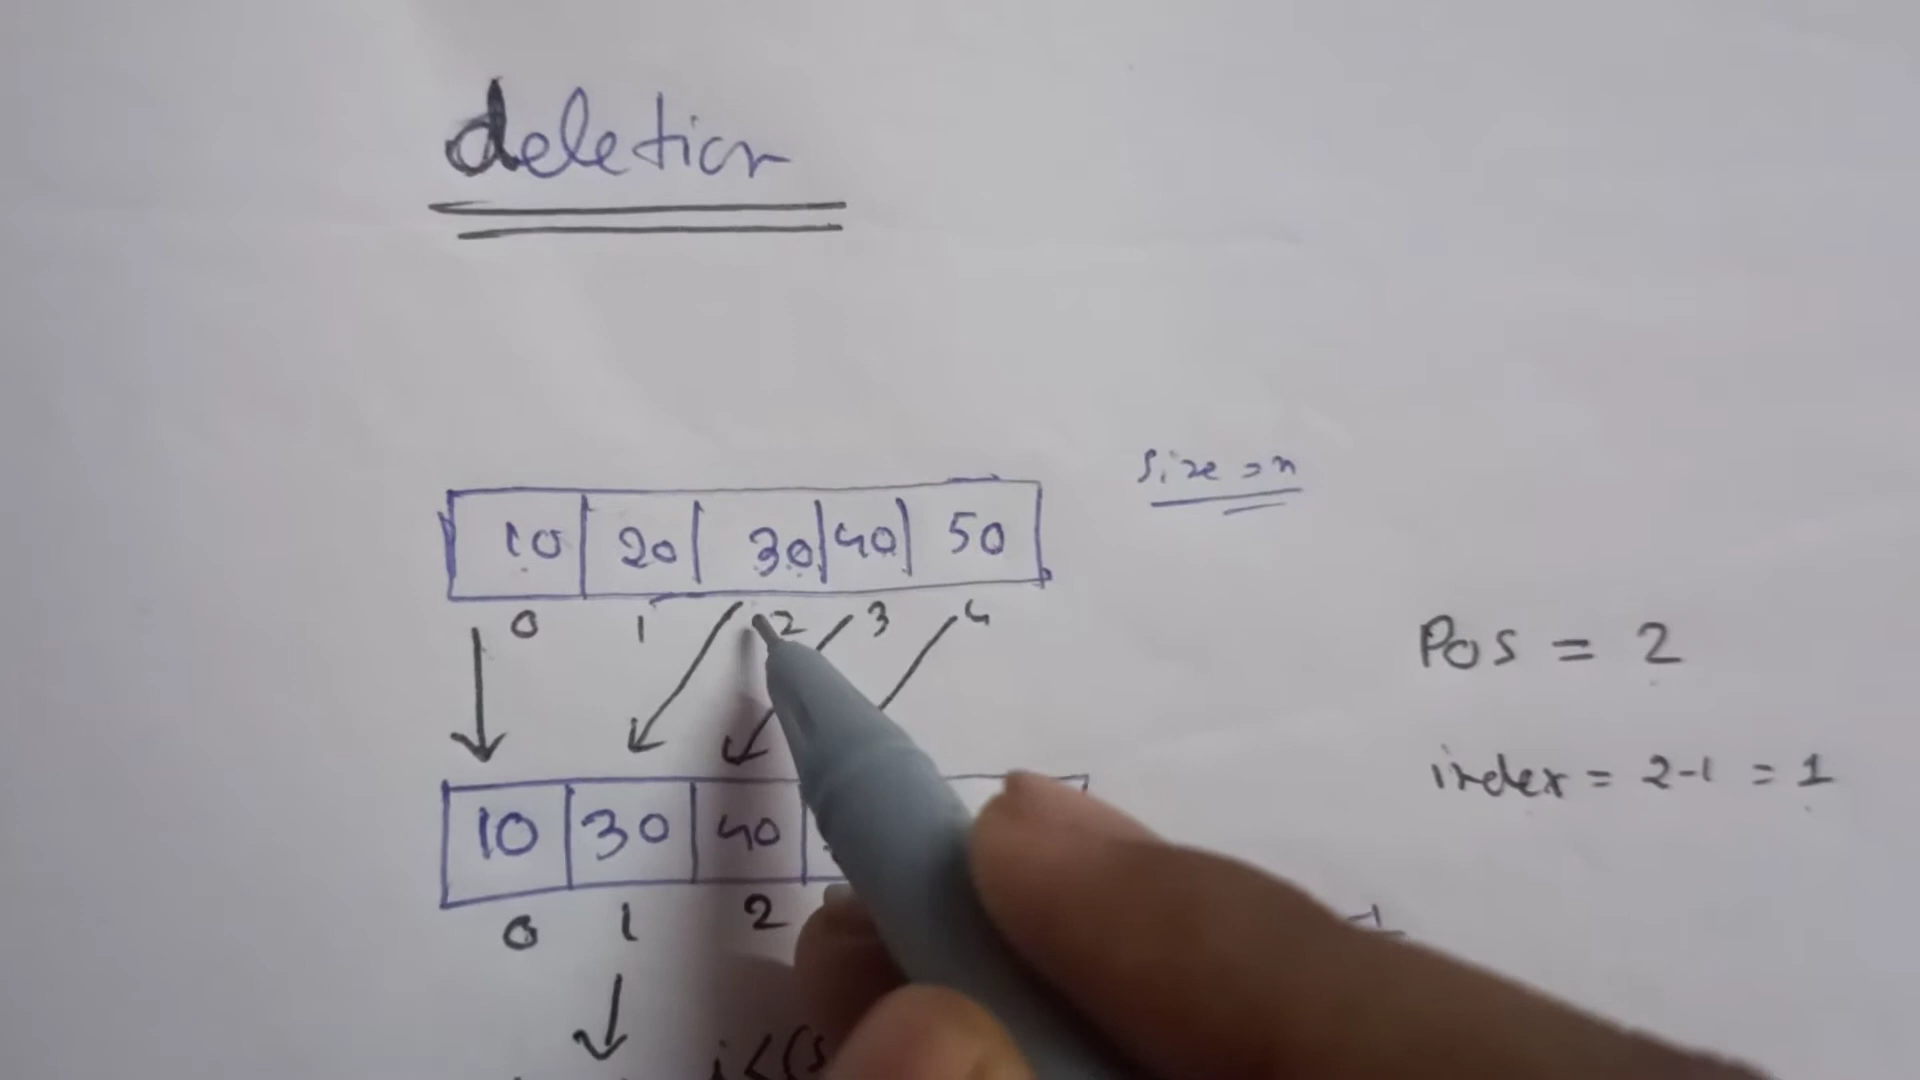 deletion
size = n
10 20 30 40 50
0 1 2 3 4
Pos = 2
index = 2-1 = 1
10 30 40
0 1 2
i<(s